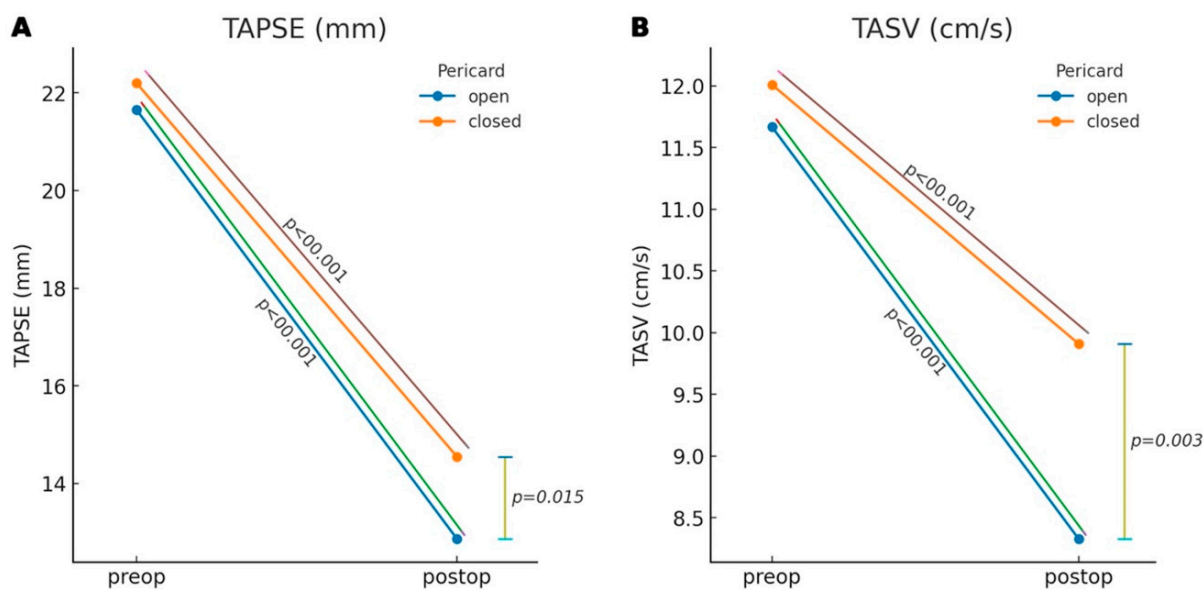 A
TAPSE (mm)
22
20
18
16
14
TAPSE (mm)
Pericard
open
closed
p<00.001
p<00.001
p=0.015
preop
postop
B
TASV (cm/s)
12.0
11.5
11.0
10.5
10.0
9.5
9.0
8.5
TASV (cm/s)
Pericard
open
closed
p<00.001
p<00.001
p=0.003
preop
postop